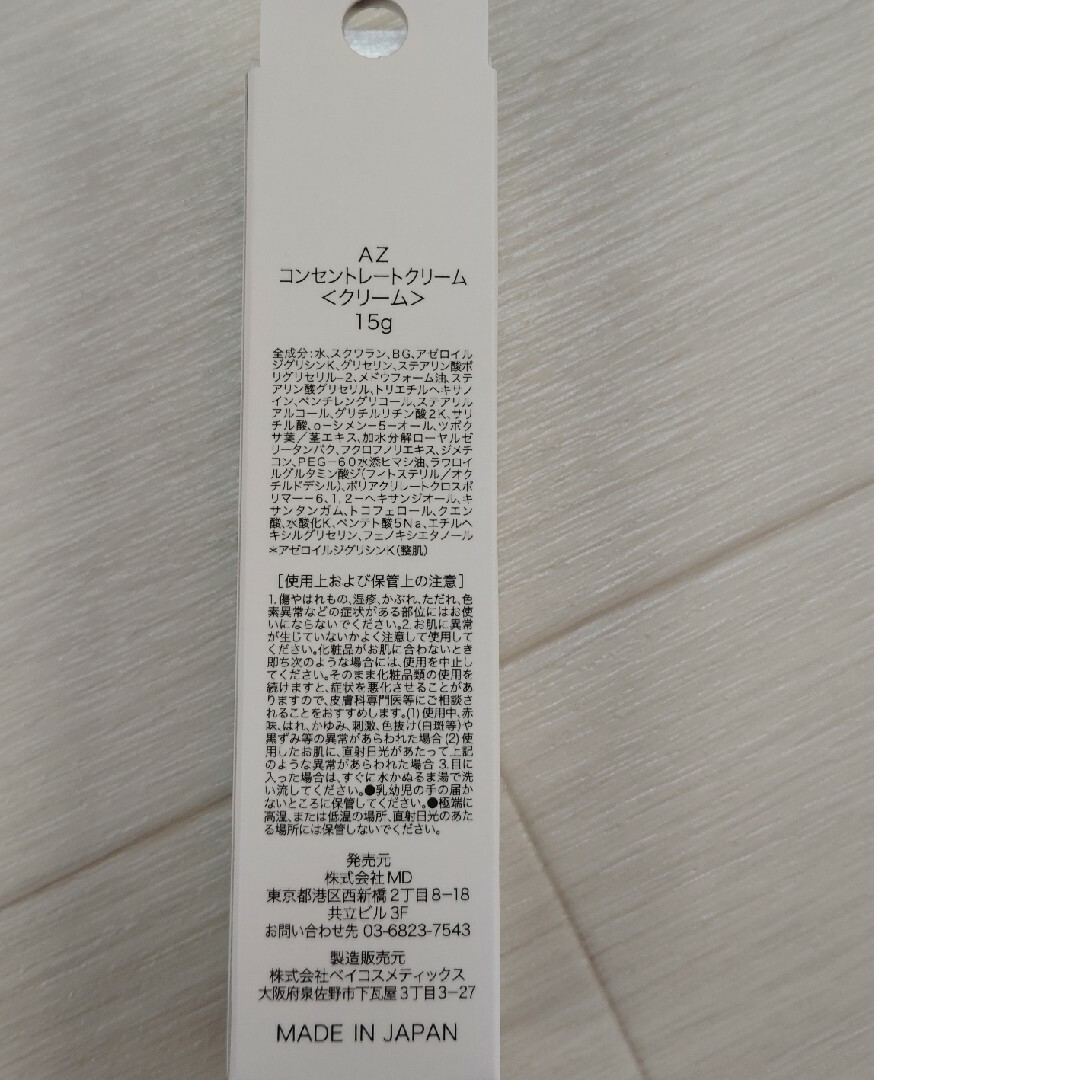 AZ
コンセントレートクリーム
＜クリーム＞
15g
全成分:水、スクワラン、BG、アゼロイル
ジグリシンK、グリセリン、ステアリン酸ポ
リグリセリル-2、メドウフォーム油、ステ
アリン酸グリセリル、トリエチルヘキサノ
イン、ペンチレングリコール、ステアリル
アルコール、グリチルリチン酸2K、サリ
チル酸、o-シメン-5-オール、ツボク
サ葉/茎エキス、加水分解ローヤルゼ
リータンパク、フクロフノリエキス、ジメチ
コン、PEG-60水添ヒマシ油、ラウロイ
ルグルタミン酸ジ(フィトステリル/オク
チルドデシル)、ポリアクリレートクロスポ
リマー-6、1,2-ヘキサンジオール、キ
サンタンガム、トコフェロール、クエン
酸、水酸化K、ペンテト酸5Na、エチルヘ
キシルグリセリン、フェノキシエタノール
＊アゼロイルジグリシンK(整肌)
［使用上および保管上の注意］
1.傷やはれもの、湿疹、かぶれ、ただれ、色
素異常などの症状がある部位にはお使
いにならないでください。2.お肌に異常
が生じていないかよく注意して使用して
ください。化粧品がお肌に合わないとき
即ち次のような場合には、使用を中止し
てください。そのまま化粧品類の使用を
続けますと、症状を悪化させることがあ
りますので、皮膚科専門医等にご相談さ
れることをおすすめします。(1)使用中、赤
味、はれ、かゆみ、刺激、色抜け(白斑等)や
黒ずみ等の異常があらわれた場合(2)使
用したお肌に、直射日光があたって上記
のような異常があらわれた場合 3.目に
入った場合は、すぐに水かぬるま湯で洗
い流してください。●乳幼児の手の届か
ないところに保管してください。●極端に
高温、または低温の場所、直射日光のあた
る場所には保管しないでください。
発売元
株式会社MD
東京都港区西新橋2丁目8-18
共立ビル3F
お問い合わせ先 03-6823-7543
製造販売元
株式会社ベイコスメティックス
大阪府泉佐野市下瓦屋3丁目3-27
MADE IN JAPAN